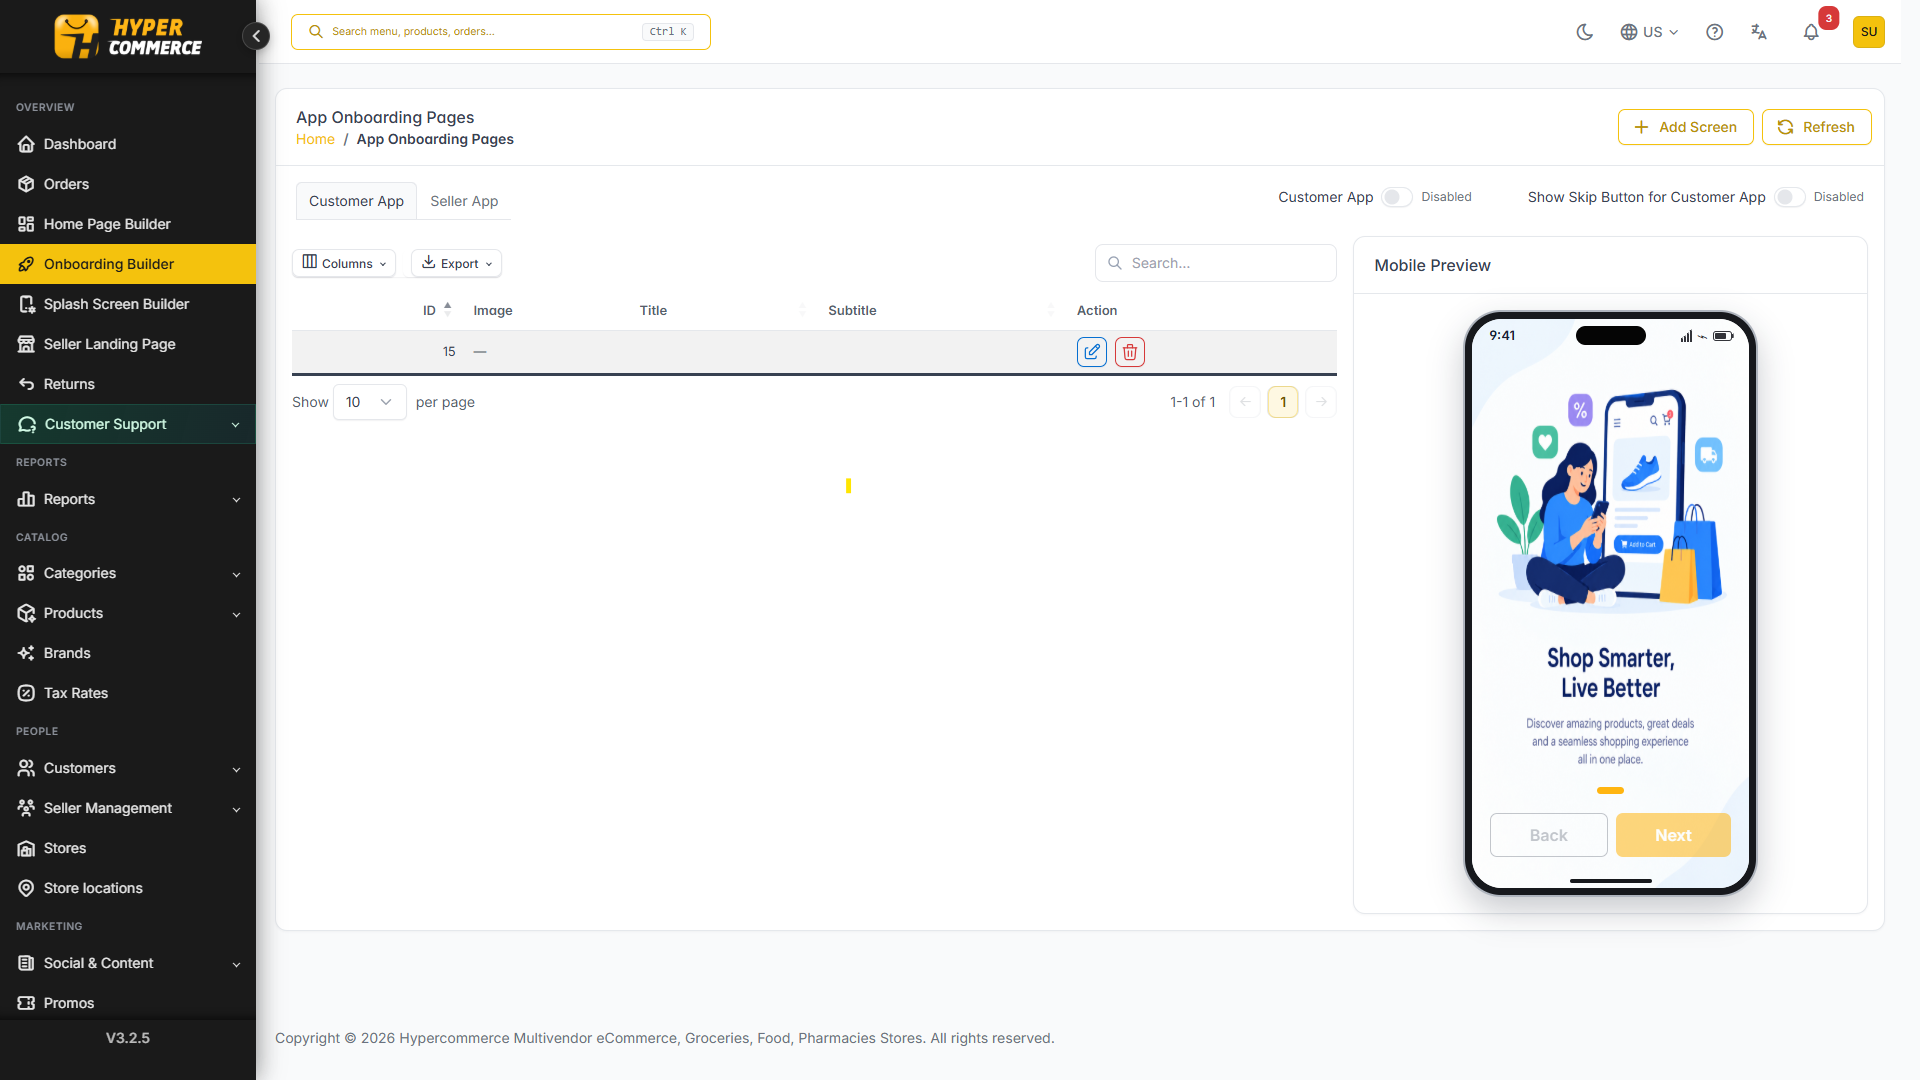 HYPER
COMMERCE
Search menu, products, orders...
Ctrl K
US
3
SU
OVERVIEW
Dashboard
Orders
Home Page Builder
Onboarding Builder
Splash Screen Builder
Seller Landing Page
Returns
Customer Support
REPORTS
Reports
CATALOG
Categories
Products
Brands
Tax Rates
PEOPLE
Customers
Seller Management
Stores
Store locations
MARKETING
Social & Content
Promos
V3.2.5
App Onboarding Pages
Home / App Onboarding Pages
Add Screen
Refresh
Customer App
Seller App
Customer App Disabled
Show Skip Button for Customer App Disabled
Columns
Export
Search...
ID Image Title Subtitle Action
15 —
Show 10 per page
1-1 of 1
1
Mobile Preview
9:41
%
Add to Cart
Shop Smarter,
Live Better
Discover amazing products, great deals
and a seamless shopping experience
all in one place.
Back
Next
Copyright © 2026 Hypercommerce Multivendor eCommerce, Groceries, Food, Pharmacies Stores. All rights reserved.